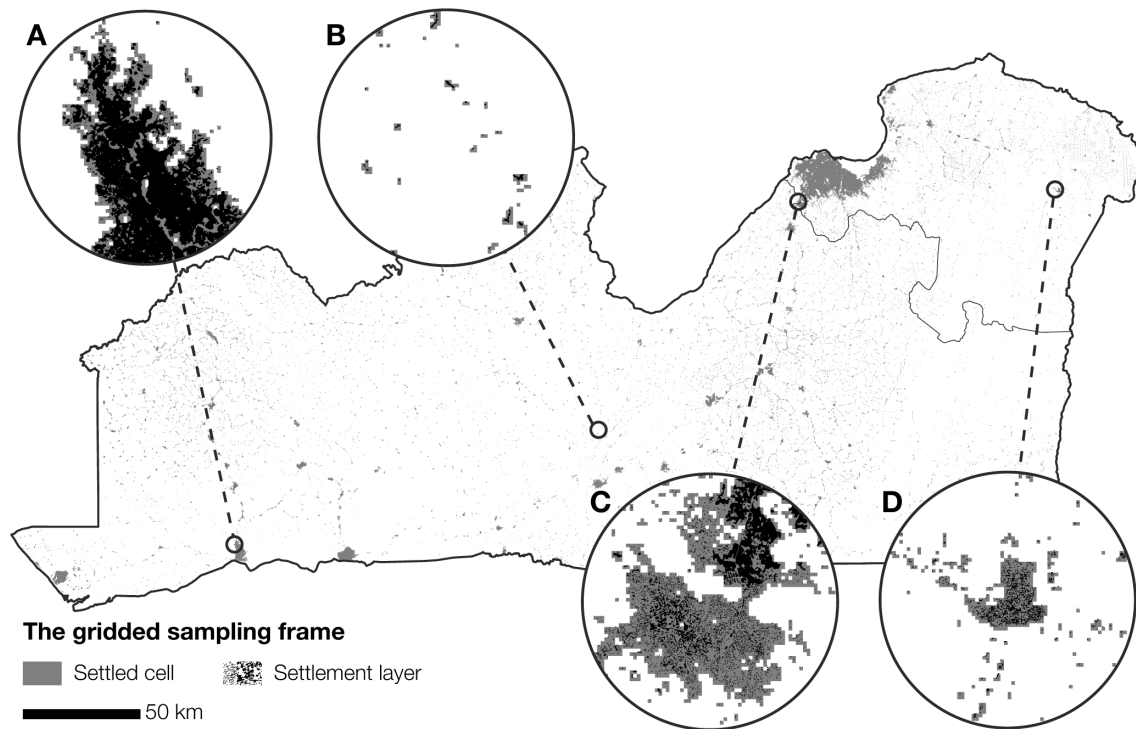 A
B
C
D
The gridded sampling frame
Settled cell
Settlement layer
50 km